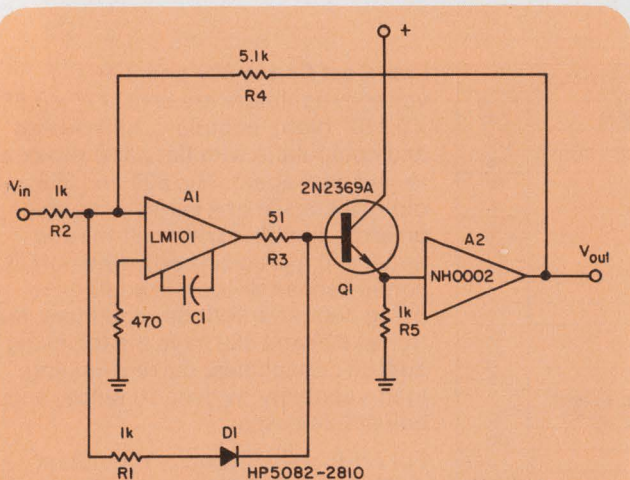 +
5.1k
R4
Vin
1k
R2
A1
LM101
51
R3
2N2369A
Q1
A2
NH0002
Vout
C1
470
1k
R5
1k
R1
D1
HP5082-2810